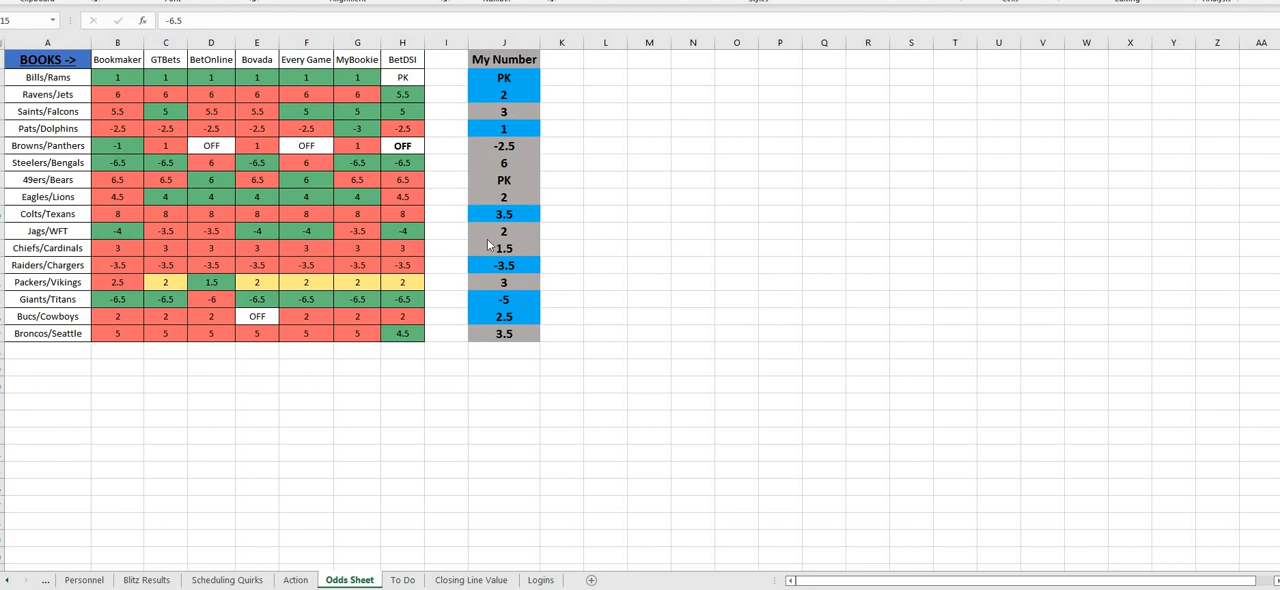 15 -6.5
A B C D E F G H I J K L M N O P Q R S T U V W X Y Z AA
BOOKS -> Bookmaker GTBets BetOnline Bovada Every Game MyBookie BetDSI My Number
Bills/Rams 1 1 1 1 1 1 PK PK
Ravens/Jets 6 6 6 6 6 6 5.5 2
Saints/Falcons 5.5 5 5.5 5.5 5 5 5 3
Pats/Dolphins -2.5 -2.5 -2.5 -2.5 -2.5 -3 -2.5 1
Browns/Panthers -1 1 OFF 1 OFF 1 OFF -2.5
Steelers/Bengals -6.5 -6.5 6 -6.5 6 -6.5 -6.5 6
49ers/Bears 6.5 6.5 6 6.5 6 6.5 6.5 PK
Eagles/Lions 4.5 4 4 4 4 4 4.5 2
Colts/Texans 8 8 8 8 8 8 8 3.5
Jags/WFT -4 -3.5 -3.5 -4 -4 -3.5 -4 2
Chiefs/Cardinals 3 3 3 3 3 3 3 1.5
Raiders/Chargers -3.5 -3.5 -3.5 -3.5 -3.5 -3.5 -3.5 -3.5
Packers/Vikings 2.5 2 1.5 2 2 2 2 3
Giants/Titans -6.5 -6.5 -6 -6.5 -6.5 -6.5 -6.5 -5
Bucs/Cowboys 2 2 2 OFF 2 2 2 2.5
Broncos/Seattle 5 5 5 5 5 5 4.5 3.5
... Personnel Blitz Results Scheduling Quirks Action Odds Sheet To Do Closing Line Value Logins